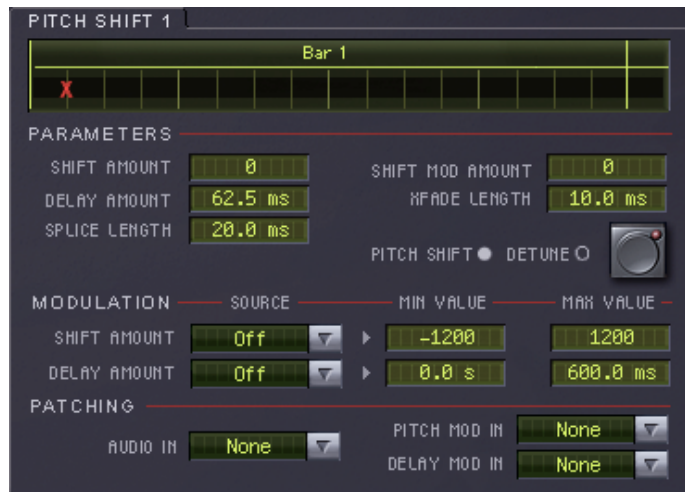 PITCH SHIFT 1
Bar 1
X
PARAMETERS
SHIFT AMOUNT 0 SHIFT MOD AMOUNT 0
DELAY AMOUNT 62.5 ms XFADE LENGTH 10.0 ms
SPLICE LENGTH 20.0 ms
PITCH SHIFT DETUNE
MODULATION SOURCE MIN VALUE MAX VALUE
SHIFT AMOUNT Off -1200 1200
DELAY AMOUNT Off 0.0 s 600.0 ms
PATCHING
AUDIO IN None
PITCH MOD IN None
DELAY MOD IN None